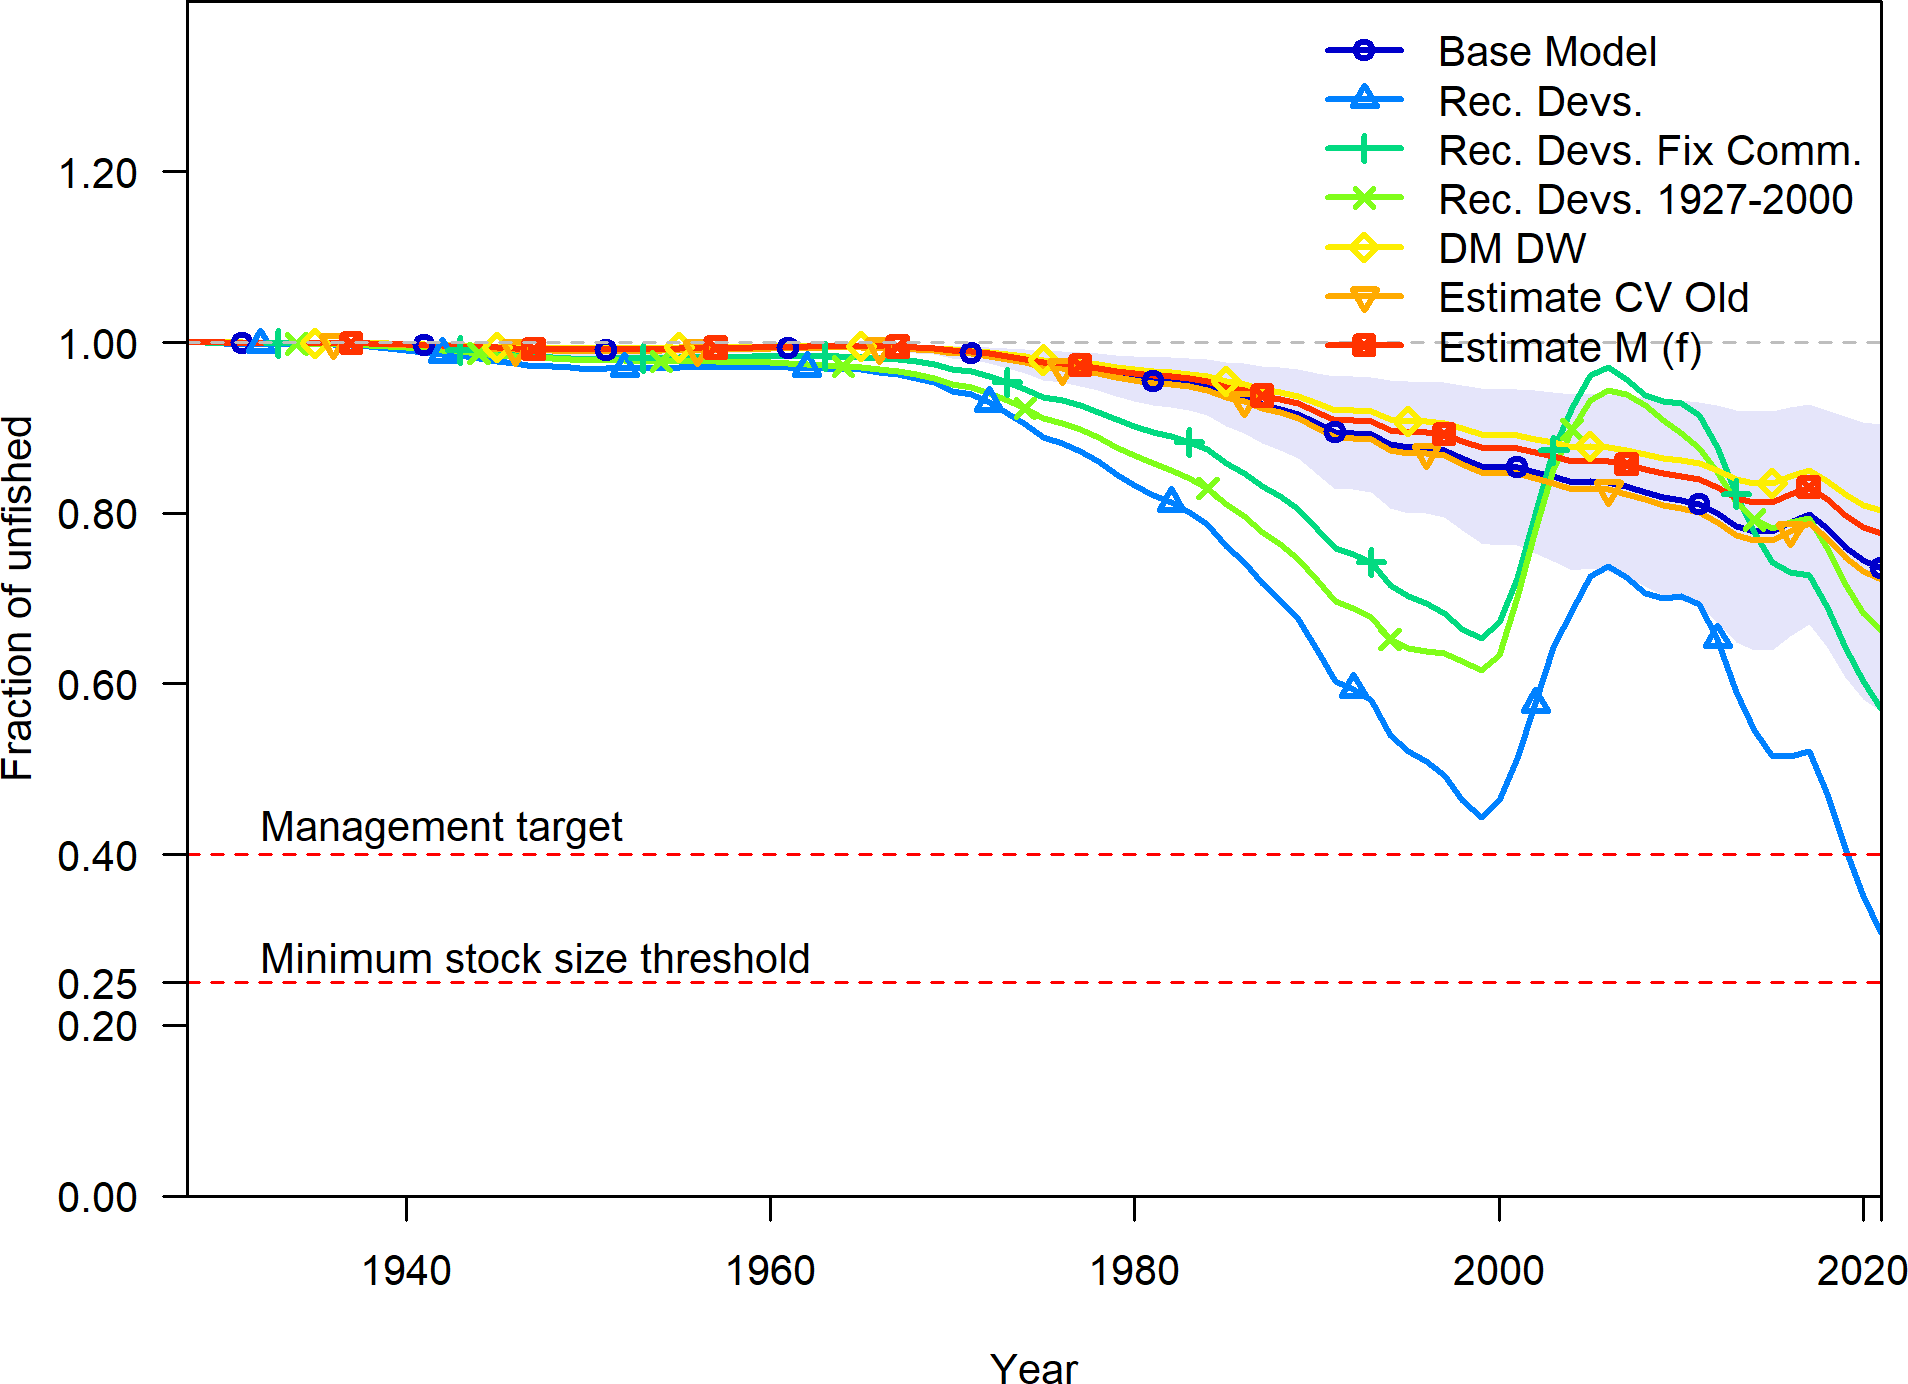 Base Model
Rec. Devs.
Rec. Devs. Fix Comm.
Rec. Devs. 1927-2000
DM DW
Estimate CV Old
Estimate M (f)
1.20
1.00
0.80
0.60
0.40
0.25
0.20
0.00
Fraction of unfished
Management target
Minimum stock size threshold
1940
1960
1980
2000
2020
Year